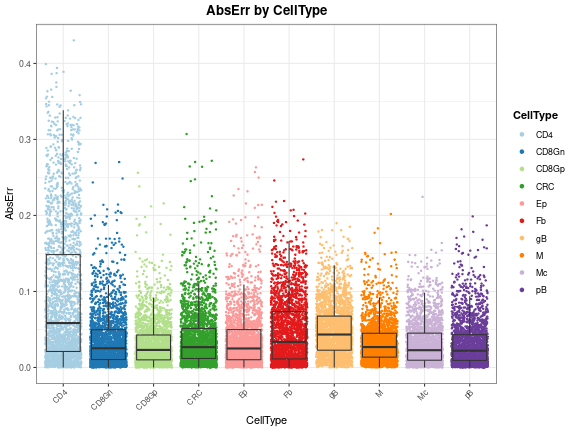 AbsErr by CellType
AbsErr
0.4
0.3
0.2
0.1
0.0
CD4
CD8Gn
CD8Gp
CRC
Ep
Fb
gB
M
Mc
pB
CellType
CellType
CD4
CD8Gn
CD8Gp
CRC
Ep
Fb
gB
M
Mc
pB